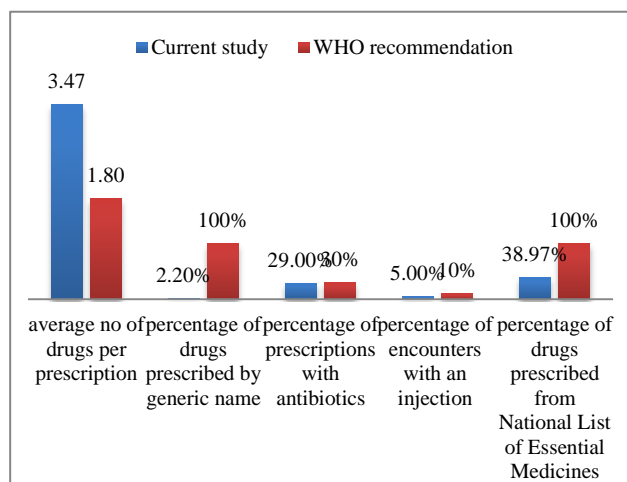 Current study WHO recommendation
3.47
1.80
2.20%
100%
29.00%
30%
5.00%
10%
38.97%
100%
average no of
drugs per
prescription
percentage of
drugs
prescribed by
generic name
percentage of
prescriptions
with
antibiotics
percentage of
encounters
with an
injection
percentage of
drugs
prescribed
from
National List
of Essential
Medicines